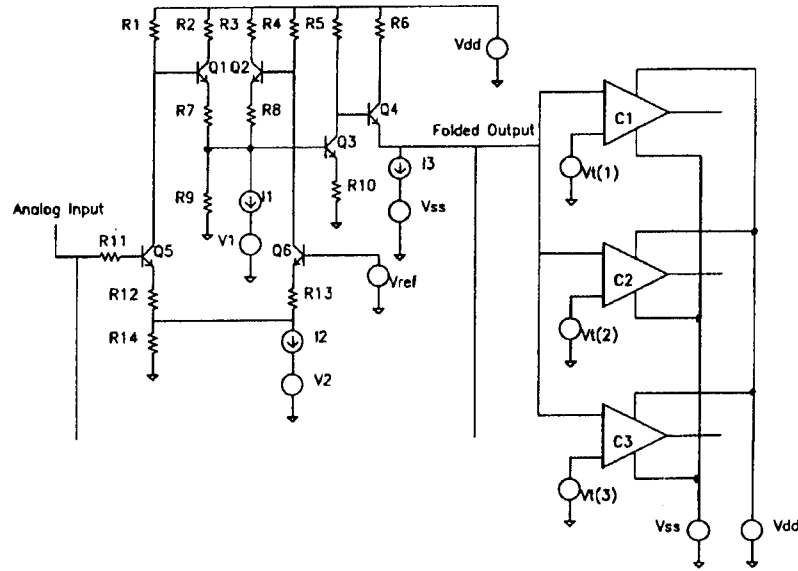 R1 R2 R3 R4 R5 R6
Vdd
Q1 Q2
R7 R8
Q4
C1
Q3
Folded Output
Vt(1)
I3
R9
I1
R10
Vss
Analog Input
V1
R11
Q5
Q6
Vref
C2
R12
R13
R14
I2
Vt(2)
V2
C3
Vt(3)
Vss
Vdd